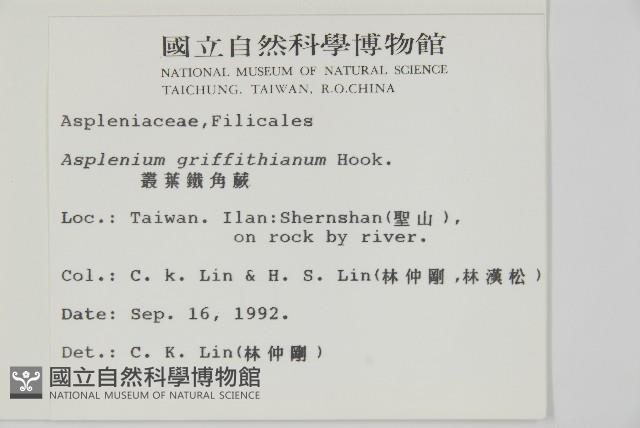 國立自然科學博物館
NATIONAL MUSEUM OF NATURAL SCIENCE
TAICHUNG, TAIWAN, R.O.CHINA
Aspleniaceae,Filicales
Asplenium griffithianum Hook.
叢葉鐵角蕨
Loc.: Taiwan. Ilan:Shernshan(聖山),
on rock by river.
Col.: C. k. Lin & H. S. Lin(林仲剛,林漢松)
Date: Sep. 16, 1992.
Det.: C. K. Lin(林仲剛)
國立自然科學博物館
NATIONAL MUSEUM OF NATURAL SCIENCE